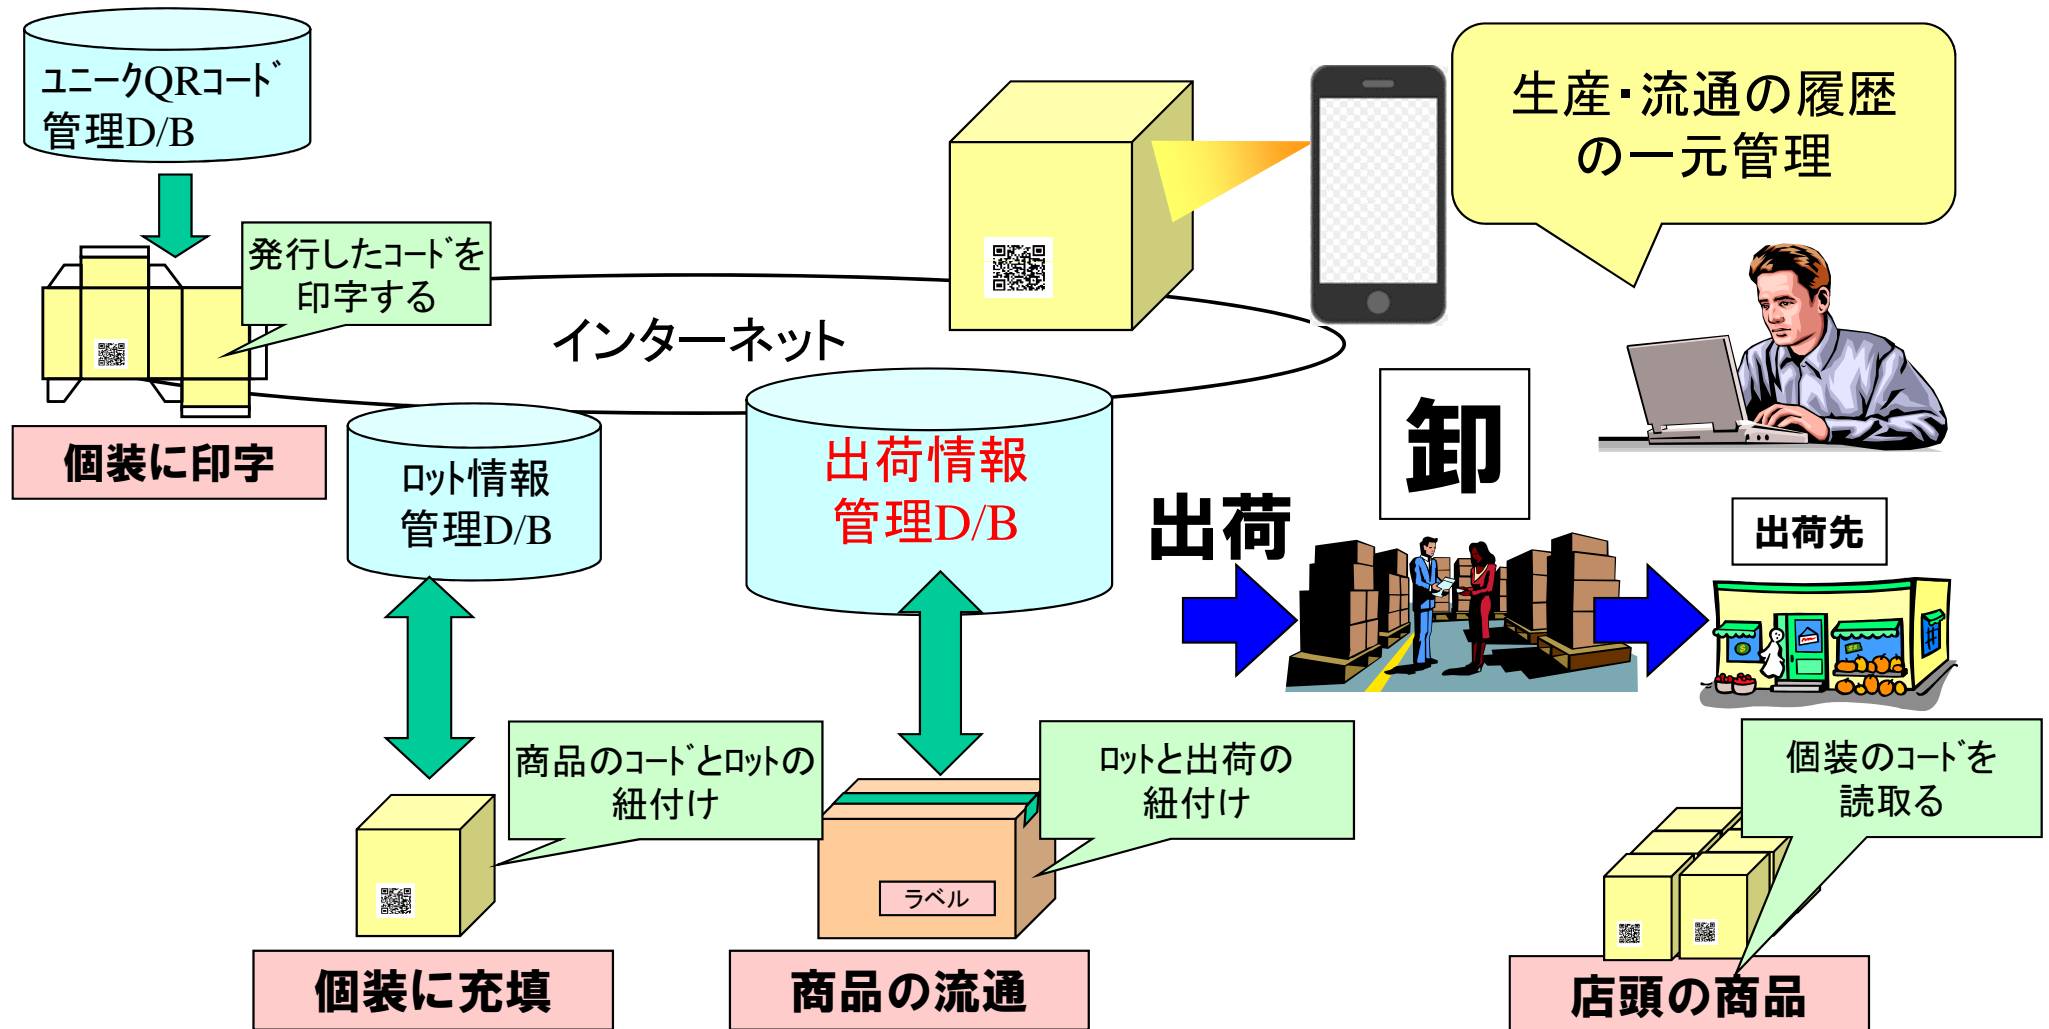 ﾕﾆｰｸQRｺｰﾄﾞ
管理D/B
生産・流通の履歴
の一元管理
発行したｺｰﾄﾞを
印字する
インターネット
個装に印字
ﾛｯﾄ情報
管理D/B
出荷情報
管理D/B
卸
出荷
出荷先
商品のｺｰﾄﾞとﾛｯﾄの
紐付け
ﾛｯﾄと出荷の
紐付け
個装のｺｰﾄﾞを
読取る
ラベル
個装に充填
商品の流通
店頭の商品